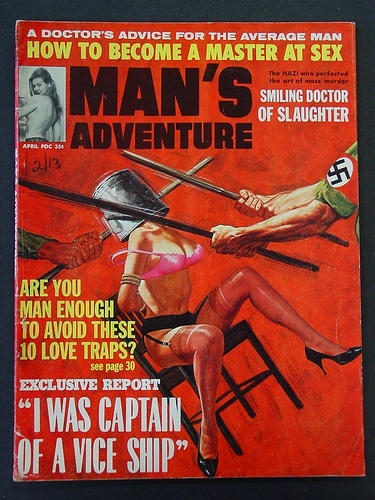 A DOCTOR'S ADVICE FOR THE AVERAGE MAN
HOW TO BECOME A MASTER AT SEX
MAN'S
ADVENTURE
The NAZI who perfected
the art of mass murder
SMILING DOCTOR
OF SLAUGHTER
APRIL PDC 35¢
2/13
ARE YOU
MAN ENOUGH
TO AVOID THESE
10 LOVE TRAPS?
see page 30
EXCLUSIVE REPORT
"I WAS CAPTAIN
OF A VICE SHIP"